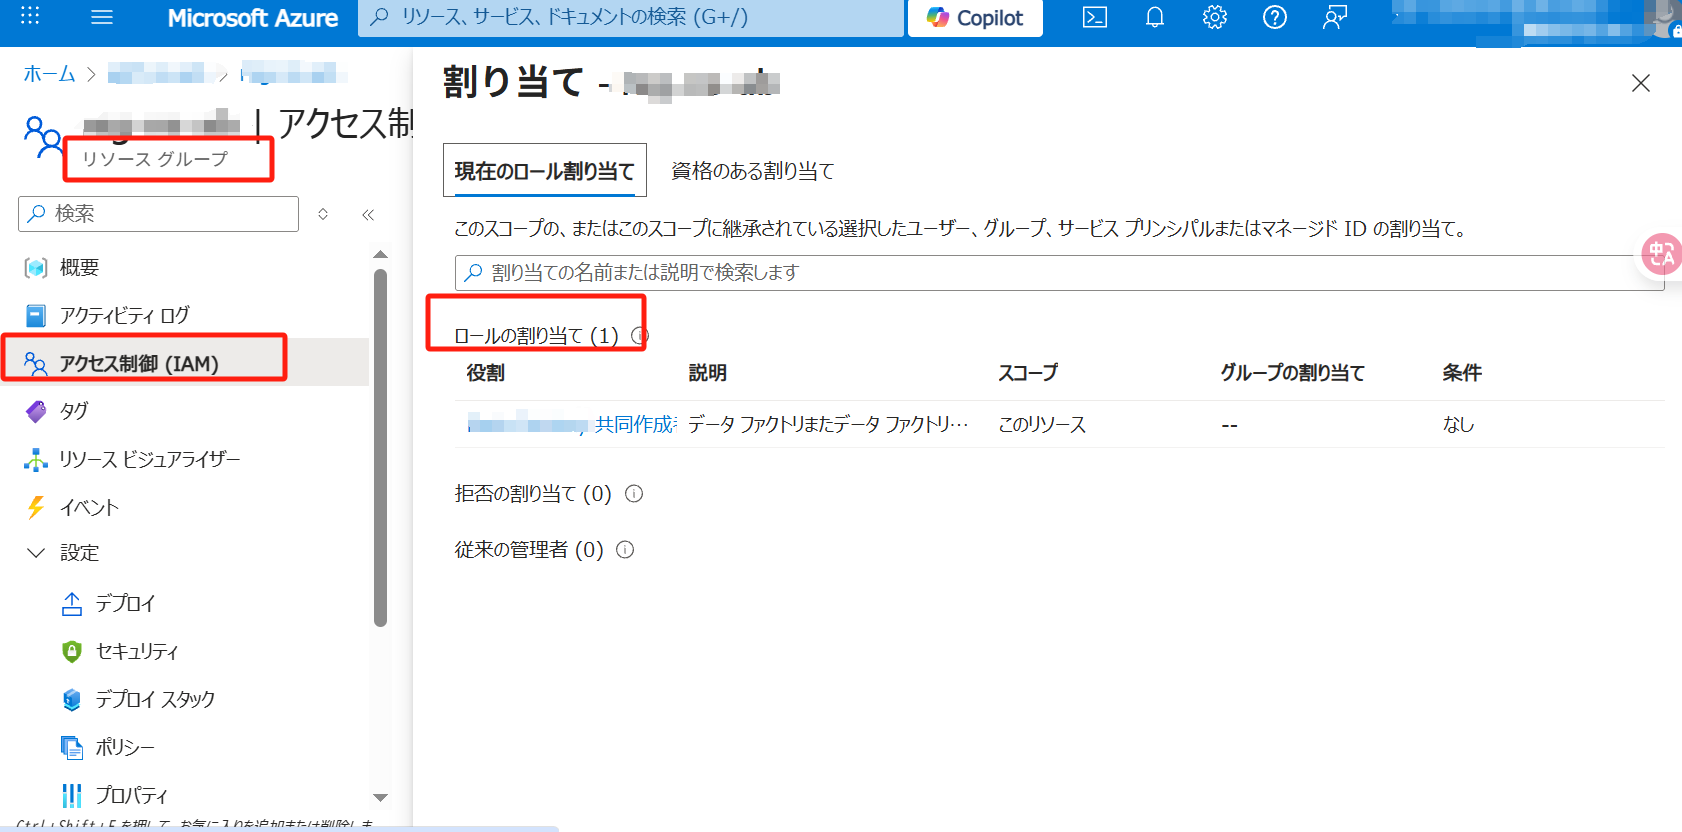 Microsoft Azure
リソース、サービス、ドキュメントの検索 (G+/)
Copilot
ホーム
| アクセス制
リソース グループ
検索
概要
アクティビティ ログ
アクセス制御 (IAM)
タグ
リソース ビジュアライザー
イベント
設定
デプロイ
セキュリティ
デプロイ スタック
ポリシー
プロパティ
Ctrl+Shift+F を押して、お気に入りを追加または削除しま
割り当て -
現在のロール割り当て
資格のある割り当て
このスコープの、またはこのスコープに継承されている選択したユーザー、グループ、サービス プリンシパルまたはマネージド ID の割り当て。
割り当ての名前または説明で検索します
ロールの割り当て (1)
役割 説明 スコープ グループの割り当て 条件
共同作成者 データ ファクトリまたデータ ファクトリ… このリソース -- なし
拒否の割り当て (0)
従来の管理者 (0)
中A